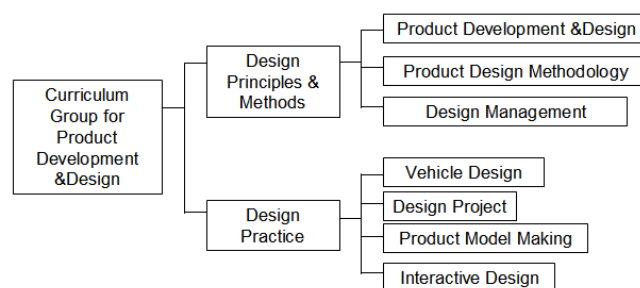 Curriculum
Group for
Product
Development
&Design
Design
Principles &
Methods
Product Development &Design
Product Design Methodology
Design Management
Design
Practice
Vehicle Design
Design Project
Product Model Making
Interactive Design